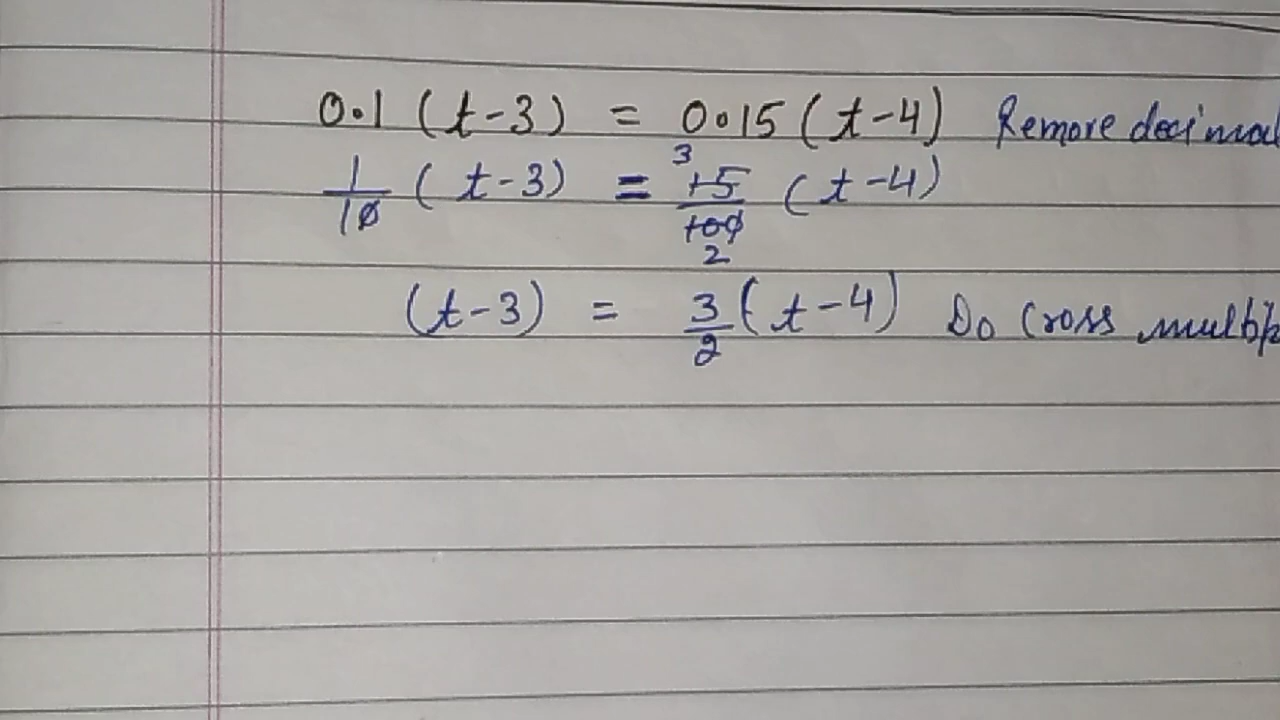 0.1 (t-3) = 0.15 (t-4) Remove decimal
1/10 (t-3) = 3 15/100 2 (t-4)
(t-3) = 3/2 (t-4) Do Cross